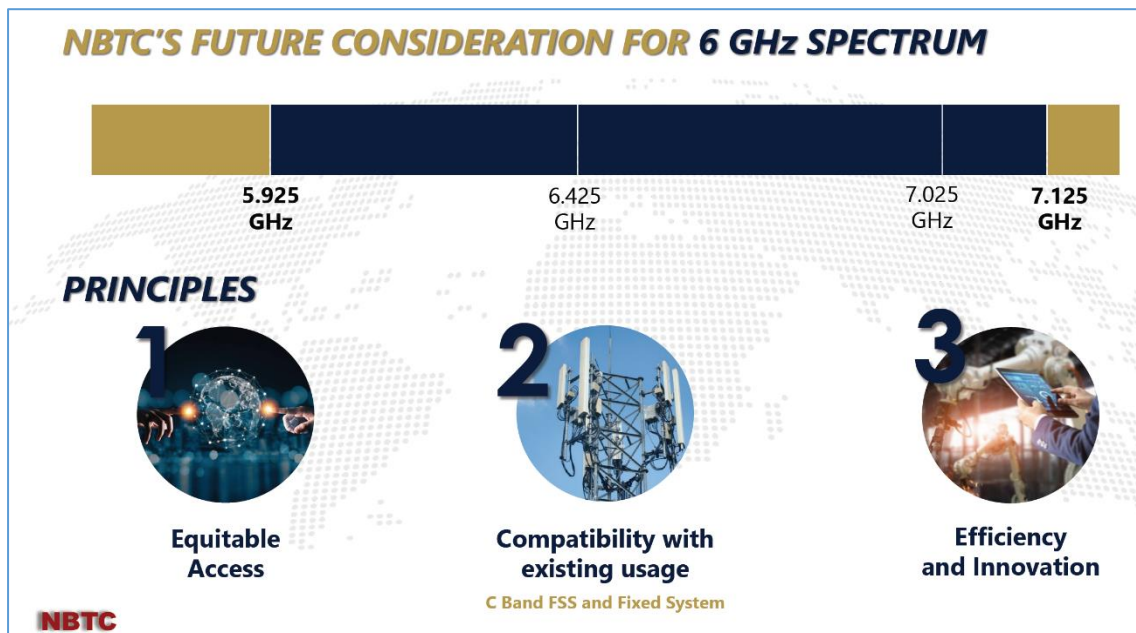 NBTC'S FUTURE CONSIDERATION FOR 6 GHz SPECTRUM
5.925
GHz
6.425
GHz
7.025
GHz
7.125
GHz
PRINCIPLES
1
Equitable
Access
2
Compatibility with
existing usage
C Band FSS and Fixed System
3
Efficiency
and Innovation
NBTC